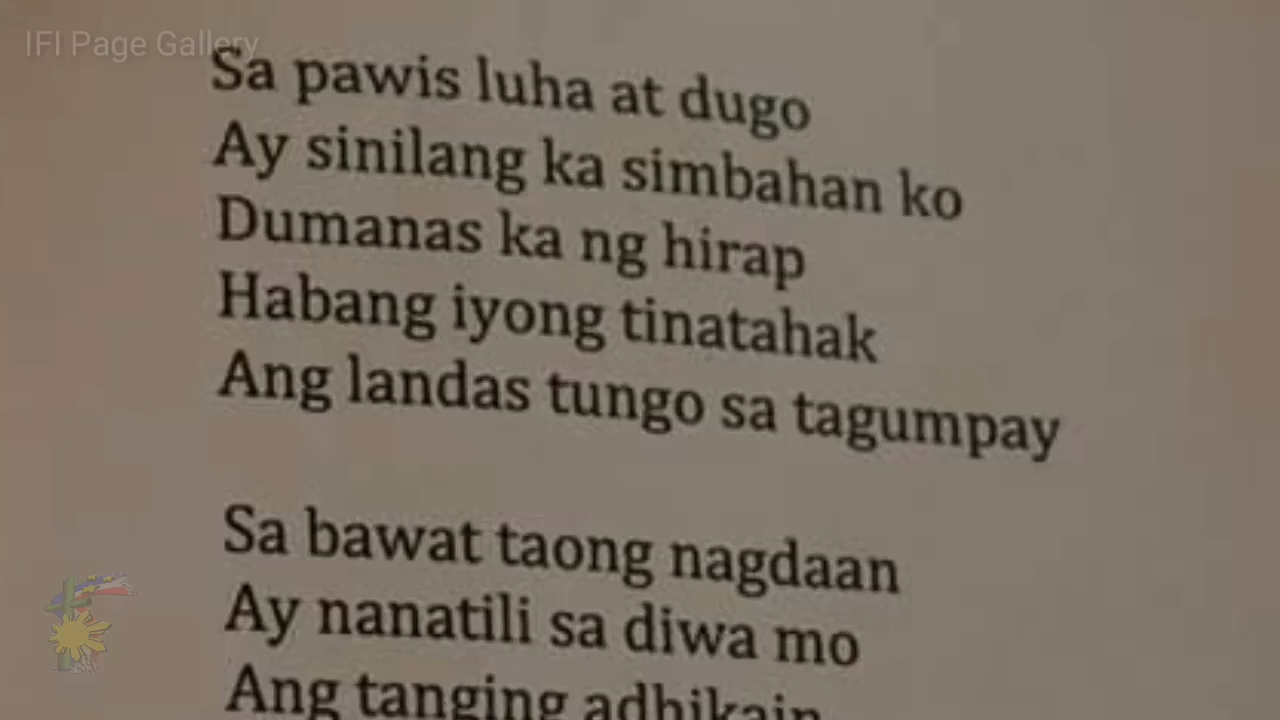 IFI Page Gallery
Sa pawis luha at dugo
Ay sinilang ka simbahan ko
Dumanas ka ng hirap
Habang iyong tinatahak
Ang landas tungo sa tagumpay
Sa bawat taong nagdaan
Ay nanatili sa diwa mo
Ang tanging adhikain